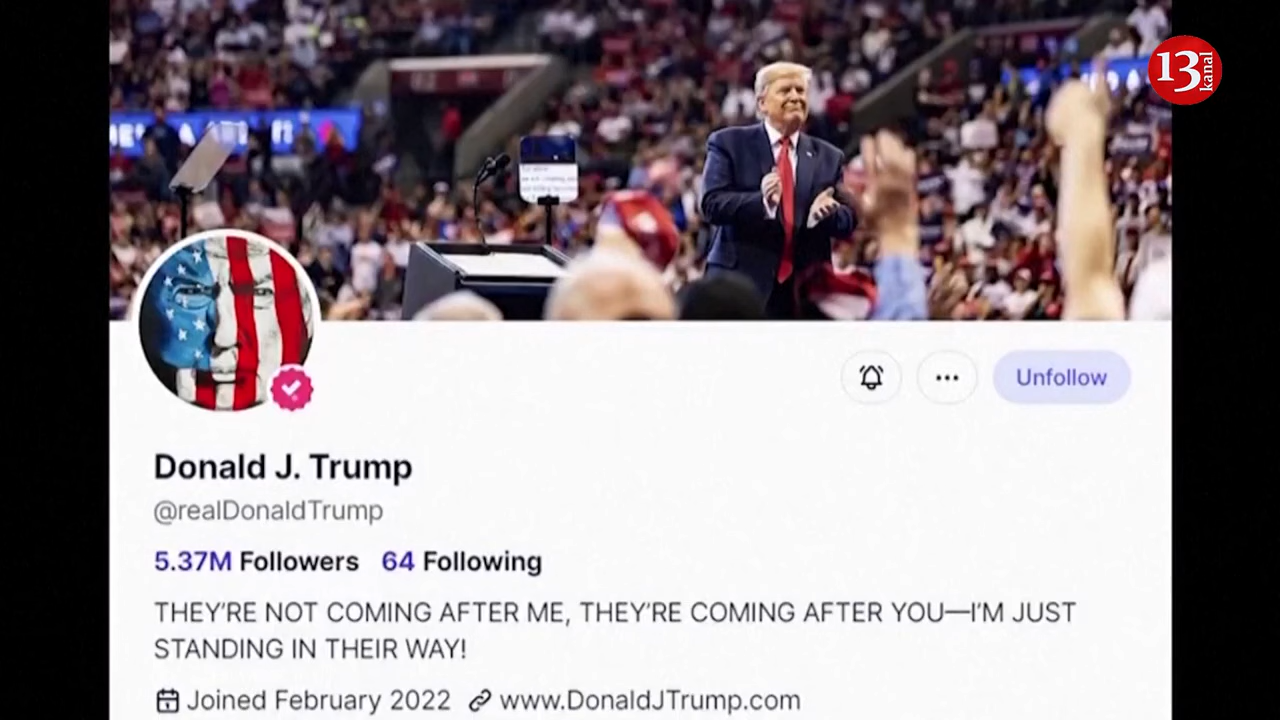 13
kanal
Unfollow
Donald J. Trump
@realDonaldTrump
5.37M Followers 64 Following
THEY'RE NOT COMING AFTER ME, THEY'RE COMING AFTER YOU—I'M JUST
STANDING IN THEIR WAY!
Joined February 2022 www.DonaldJTrump.com